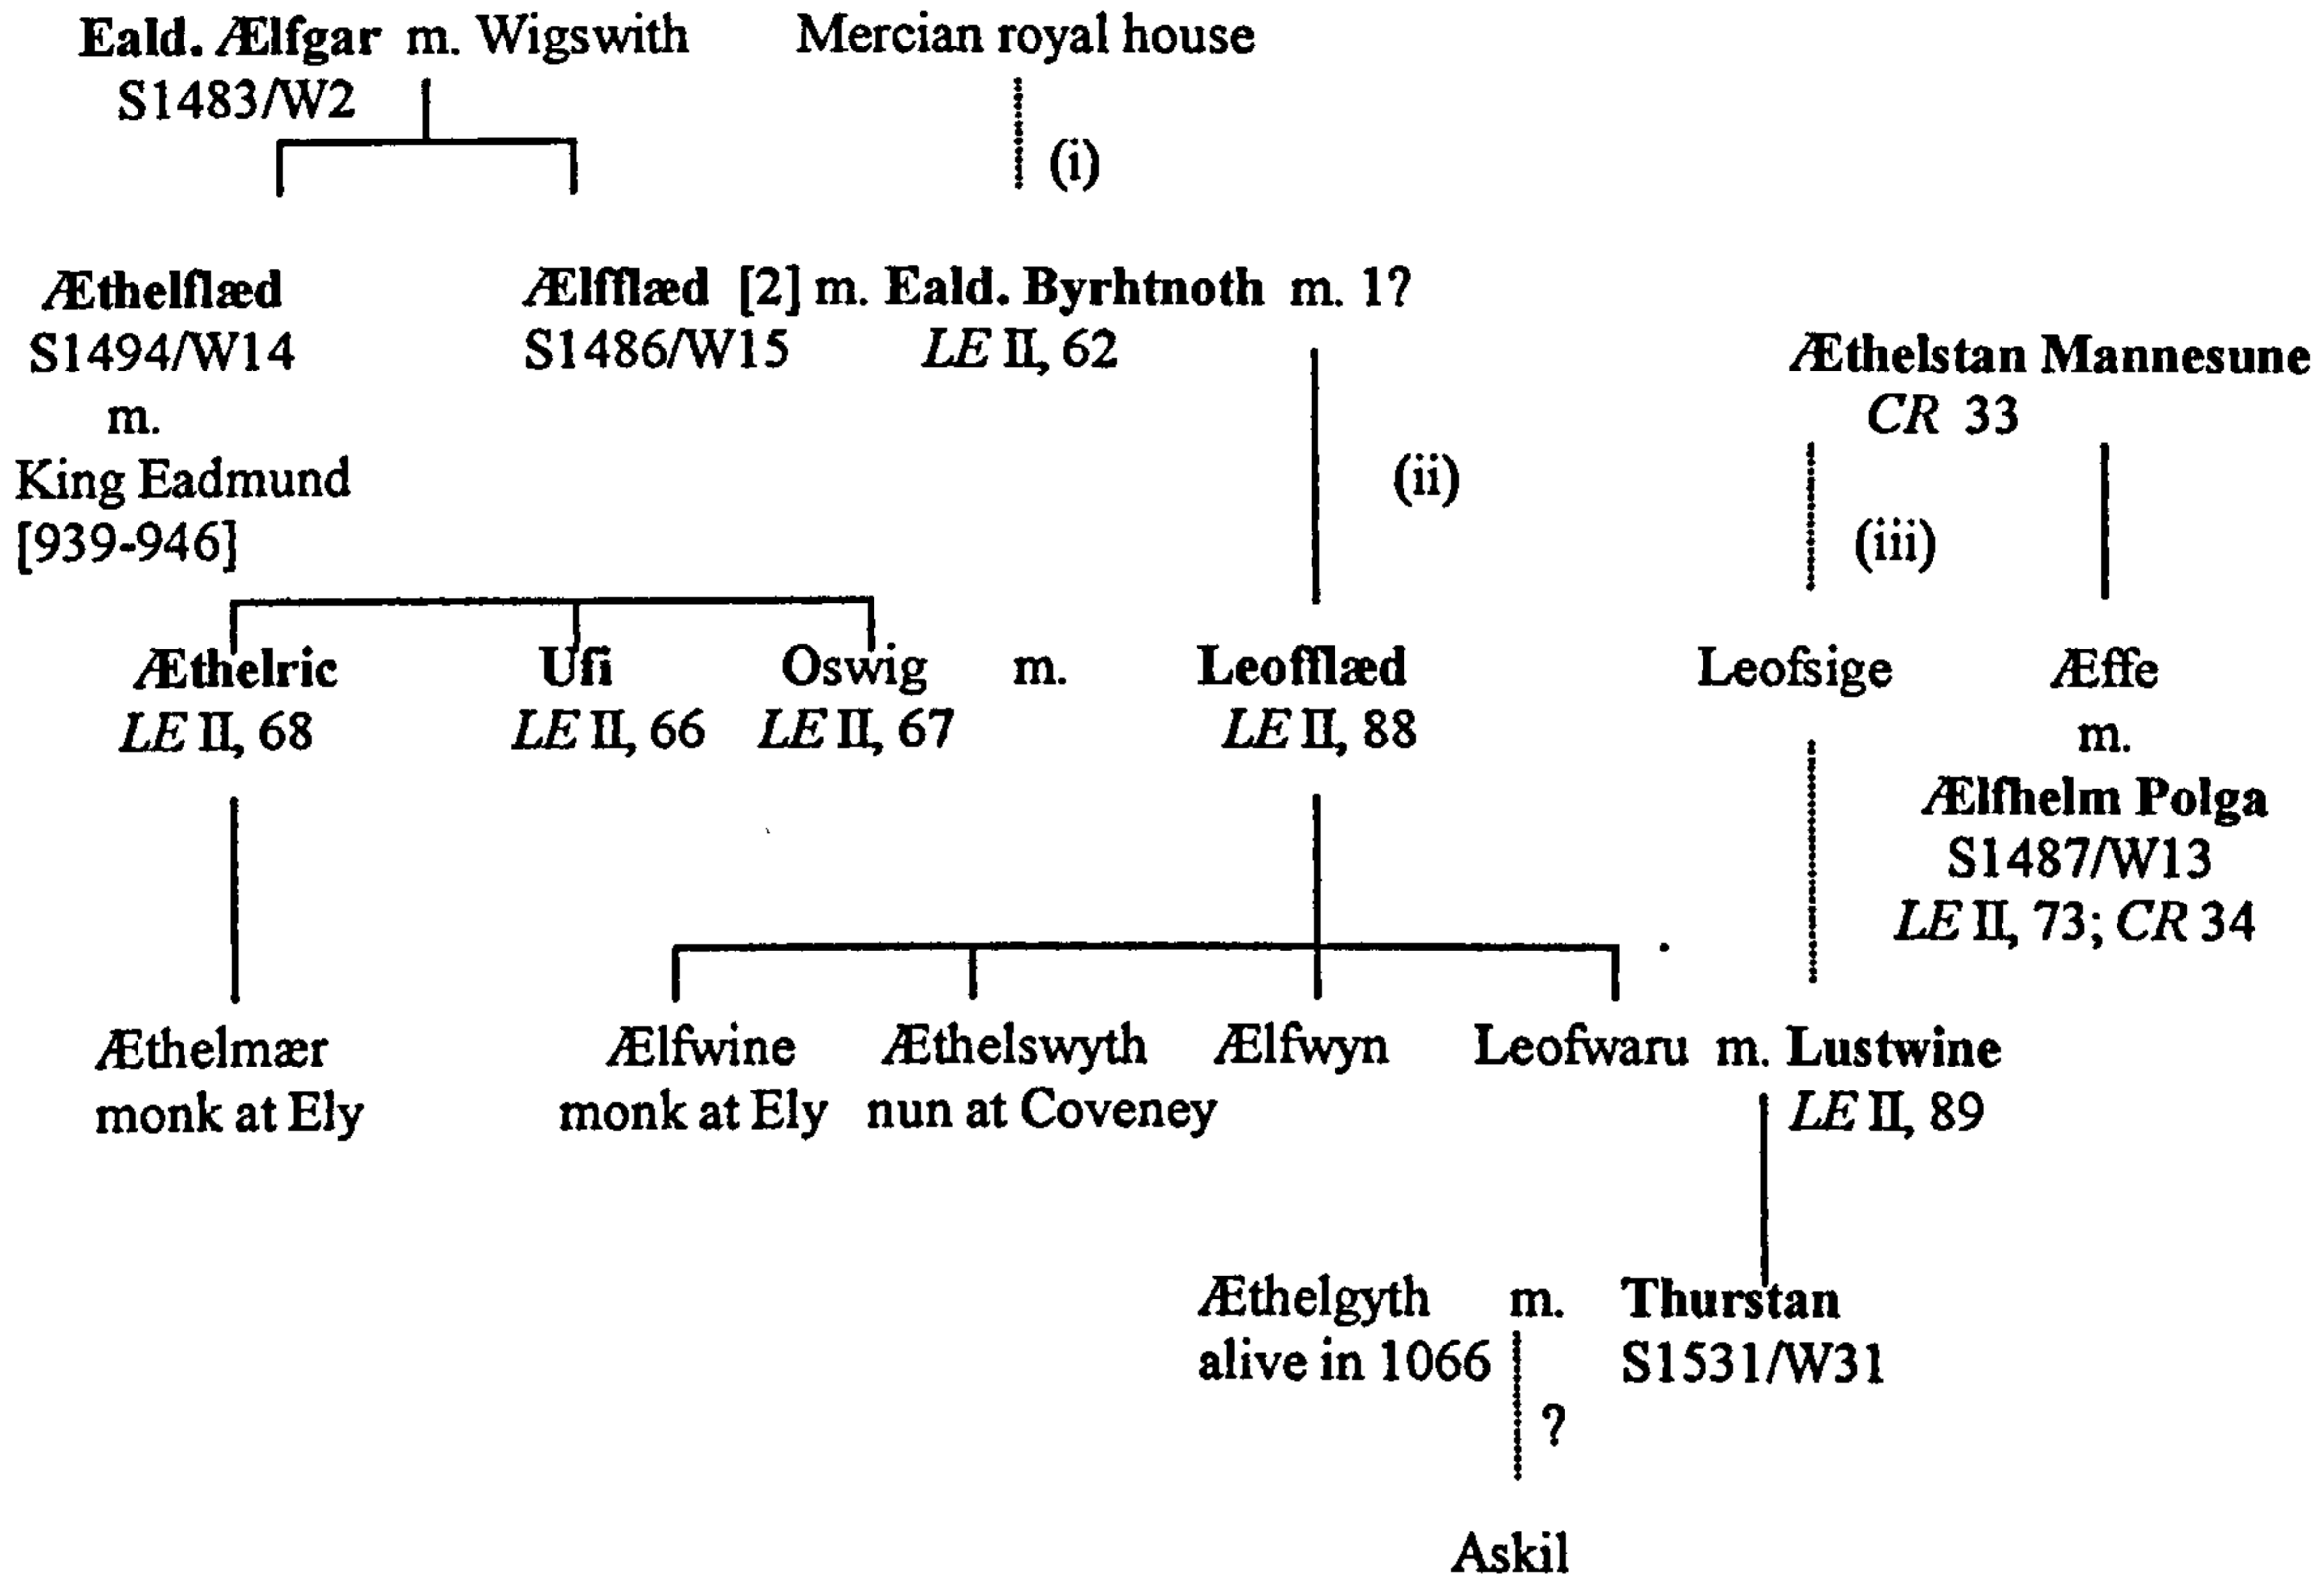 Eald. Ælfgar m. Wigswith Mercian royal house
S1483/W2
(i)
Æthelflæd Ælfflæd [2] m. Eald. Byrhtnoth m. 1?
S1494/W14 S1486/W15 LE II, 62 Æthelstan Mannesune
m. CR 33
King Eadmund (ii)
[939-946] (iii)
Æthelric Ufi Oswig m. Leofflæd Leofsige Æffe
LE II, 68 LE II, 66 LE II, 67 LE II, 88 m.
Ælfhelm Polga
S1487/W13
LE II, 73; CR 34
Æthelmær Ælfwine Æthelswyth Ælfwyn Leofwaru m. Lustwine
monk at Ely monk at Ely nun at Coveney LE II, 89
Æthelgyth m. Thurstan
alive in 1066 S1531/W31
?
Askil